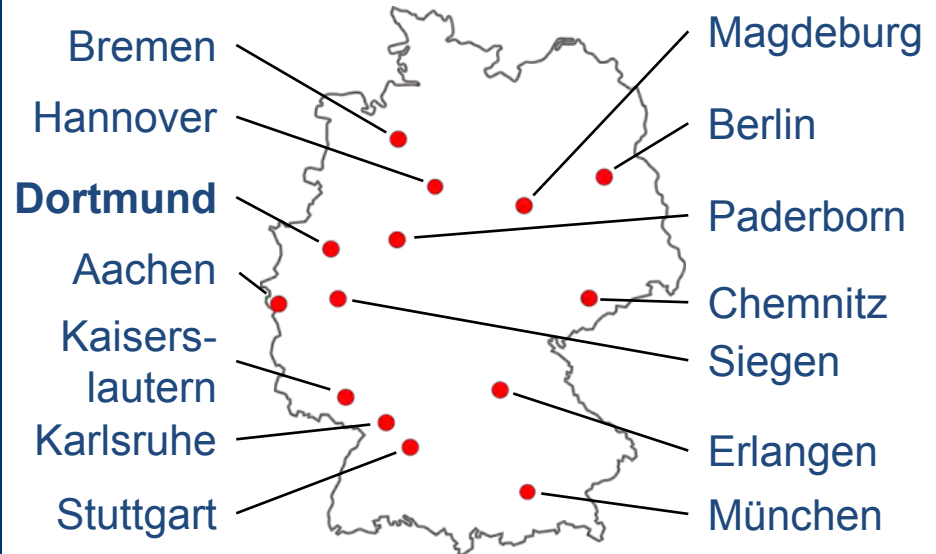 Bremen
Hannover
Dortmund
Aachen
Kaisers-
lautern
Karlsruhe
Stuttgart
Magdeburg
Berlin
Paderborn
Chemnitz
Siegen
Erlangen
München